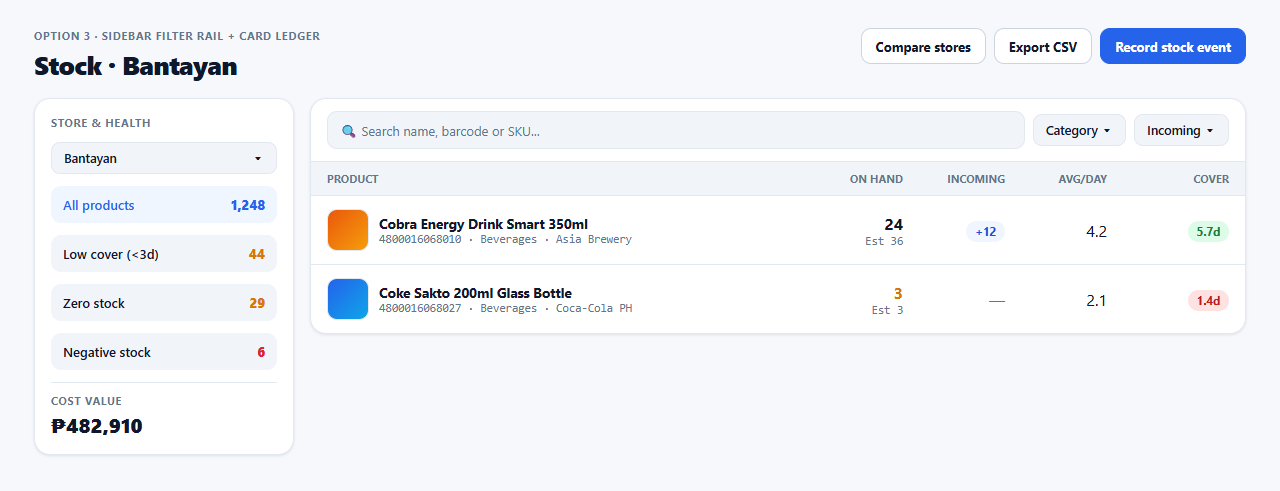 OPTION 3 · SIDEBAR FILTER RAIL + CARD LEDGER
Stock · Bantayan
Compare stores
Export CSV
Record stock event
STORE & HEALTH
Bantayan
All products 1,248
Low cover (<3d) 44
Zero stock 29
Negative stock 6
COST VALUE
₱482,910
Search name, barcode or SKU...
Category
Incoming
PRODUCT ON HAND INCOMING AVG/DAY COVER
Cobra Energy Drink Smart 350ml 24 +12 4.2 5.7d
4800016068010 · Beverages · Asia Brewery Est 36
Coke Sakto 200ml Glass Bottle 3 — 2.1 1.4d
4800016068027 · Beverages · Coca-Cola PH Est 3